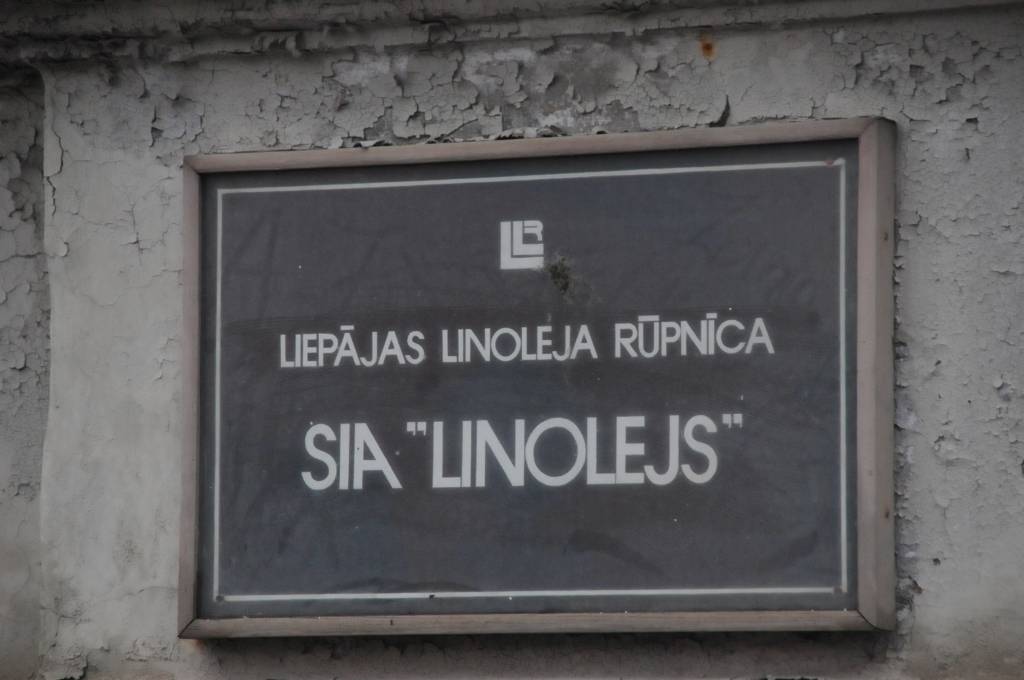 LLR
LIEPĀJAS LINOLEJA RŪPNĪCA
SIA "LINOLEJS"